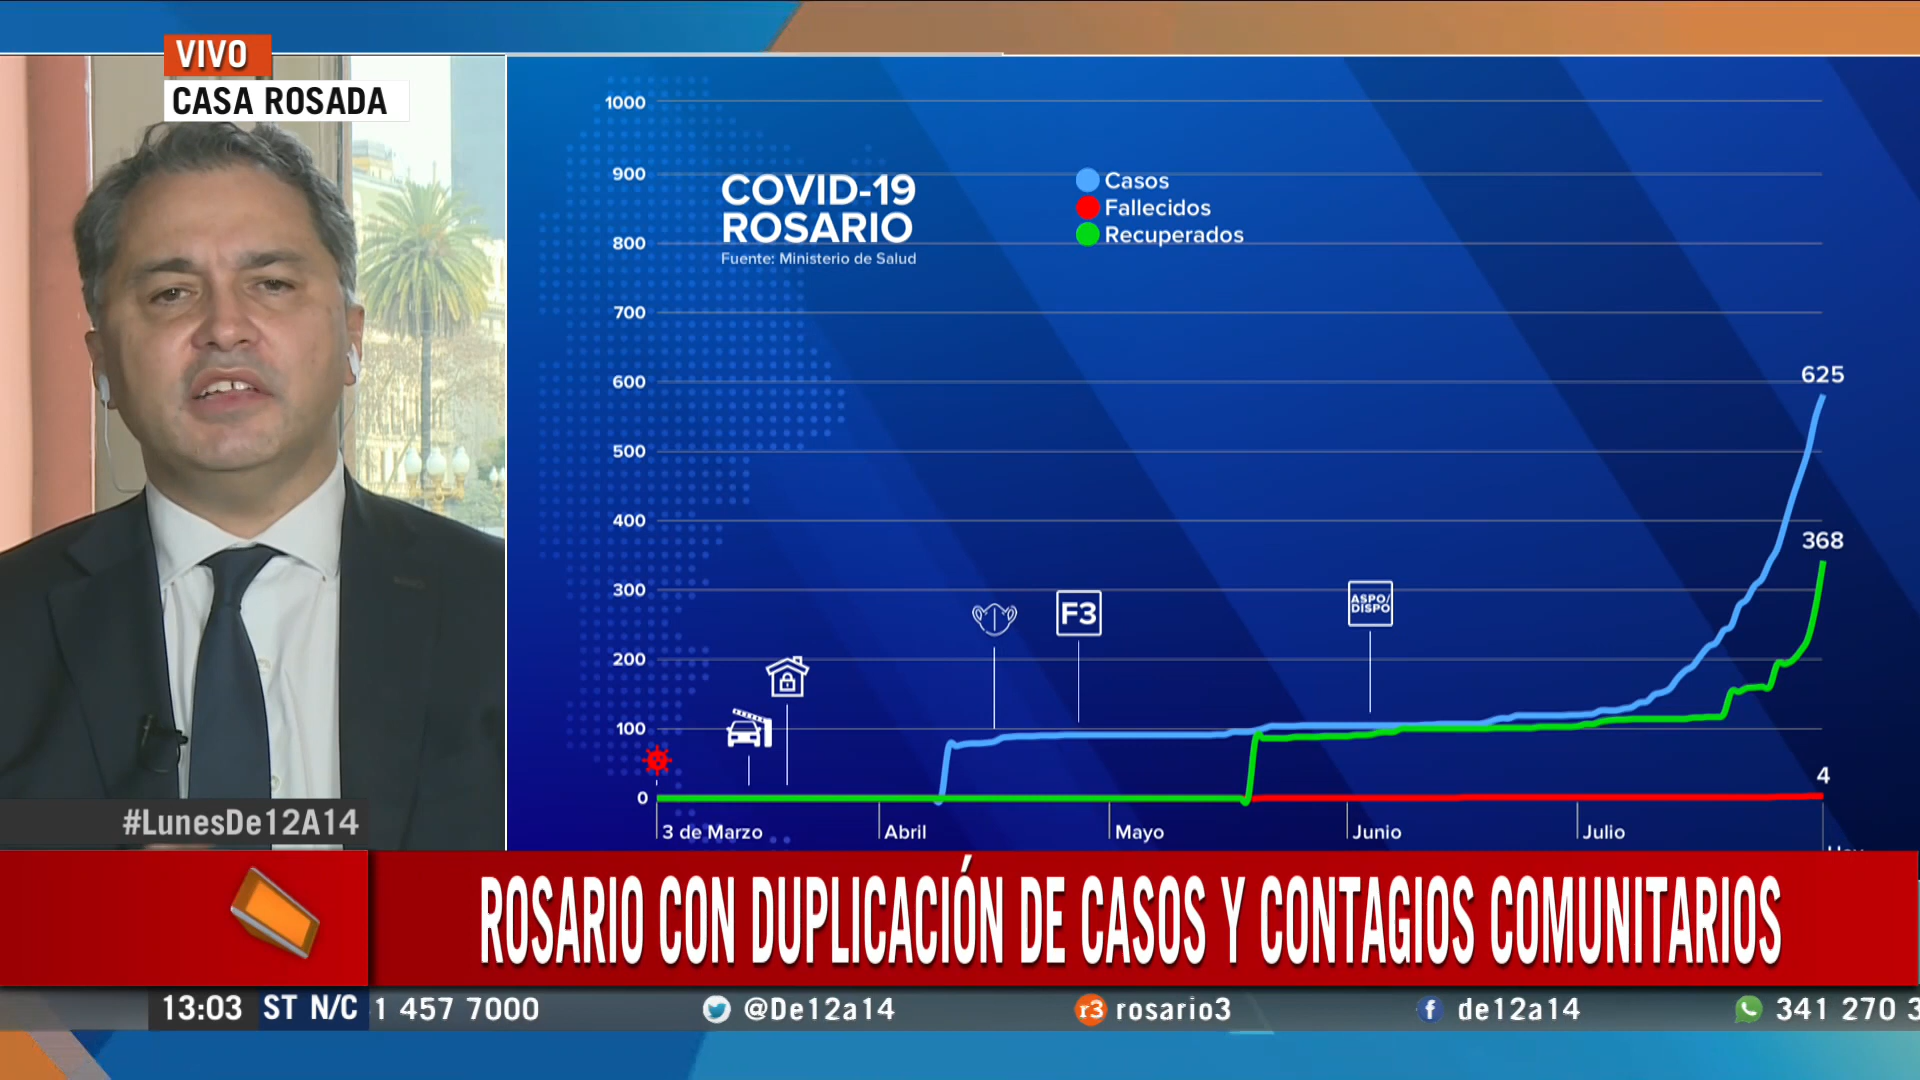 VIVO
CASA ROSADA
1000
900
800
700
600
500
400
300
200
100
0
COVID-19
ROSARIO
Fuente: Ministerio de Salud
Casos
Fallecidos
Recuperados
625
368
4
F3
ASPO/
DISPO
3 de Marzo
Abril
Mayo
Junio
Julio
#LunesDe12A14
ROSARIO CON DUPLICACIÓN DE CASOS Y CONTAGIOS COMUNITARIOS
13:03 ST N/C 1 457 7000 @De12a14 r3 rosario3 de12a14 341 270 3